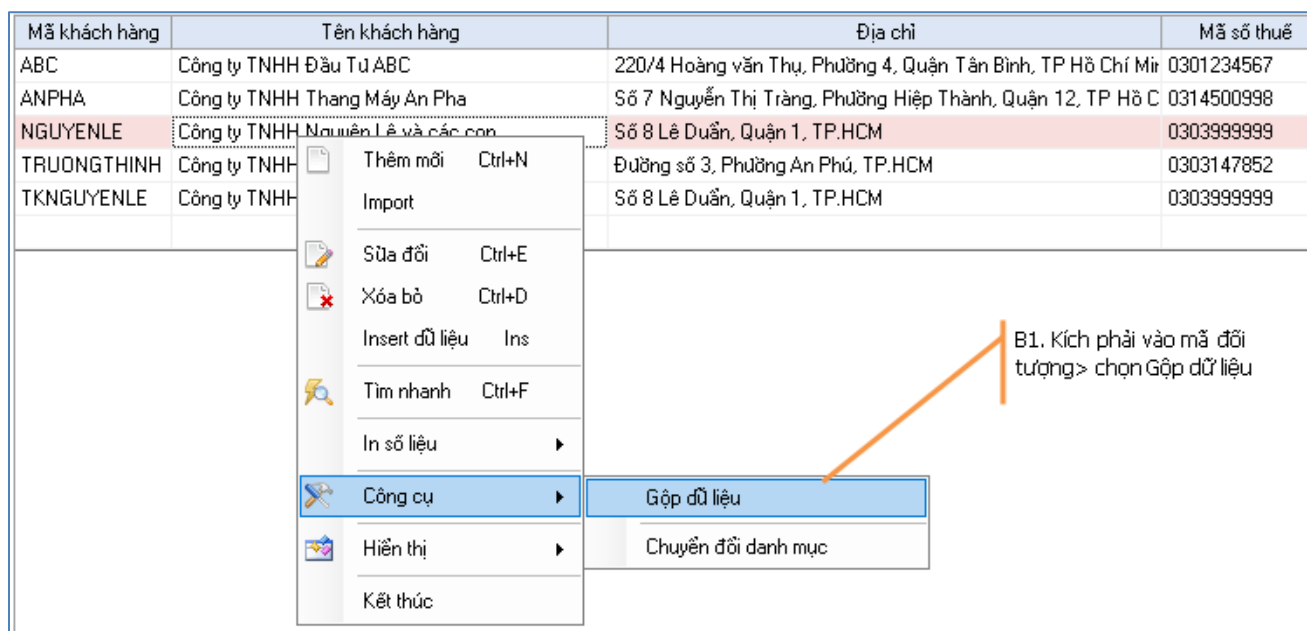 Mã khách hàng Tên khách hàng Địa chỉ Mã số thuế
ABC Công ty TNHH Đầu Tư ABC 220/4 Hoàng văn Thụ, Phường 4, Quận Tân Bình, TP Hồ Chí Mir 0301234567
ANPHA Công ty TNHH Thang Máy An Pha Số 7 Nguyễn Thị Tràng, Phường Hiệp Thành, Quận 12, TP Hồ C 0314500998
NGUYENLE Công ty TNHH Nguyên Lê và các con Số 8 Lê Duẩn, Quận 1, TP.HCM 0303999999
TRUONGTHINH Công ty TNHH Đường số 3, Phường An Phú, TP.HCM 0303147852
TKNGUYENLE Công ty TNHH Số 8 Lê Duẩn, Quận 1, TP.HCM 0303999999
Thêm mới Ctrl+N
Import
Sửa đổi Ctrl+E
Xóa bỏ Ctrl+D
Insert dữ liệu Ins
Tìm nhanh Ctrl+F
In số liệu
Công cụ
Hiển thị
Kết thúc
Gộp dữ liệu
Chuyển đổi danh mục
B1. Kích phải vào mã đối
tượng> chọn Gộp dữ liệu